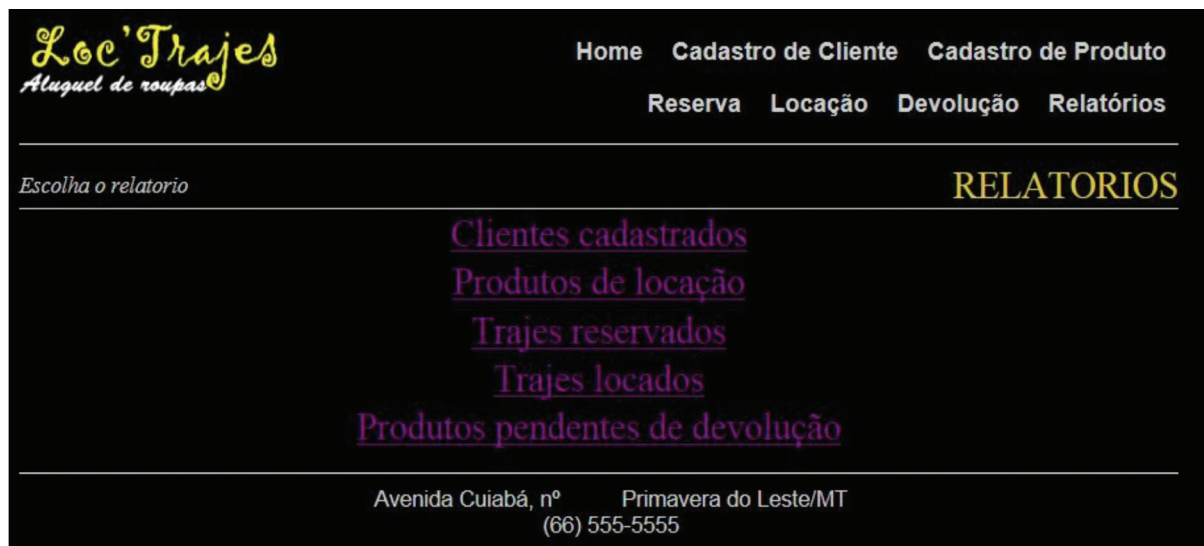 Loc'Trajes
Aluguel de roupas
Home Cadastro de Cliente Cadastro de Produto
Reserva Locação Devolução Relatórios
Escolha o relatorio
RELATORIOS
Clientes cadastrados
Produtos de locação
Trajes reservados
Trajes locados
Produtos pendentes de devolução
Avenida Cuiabá, nº Primavera do Leste/MT
(66) 555-5555